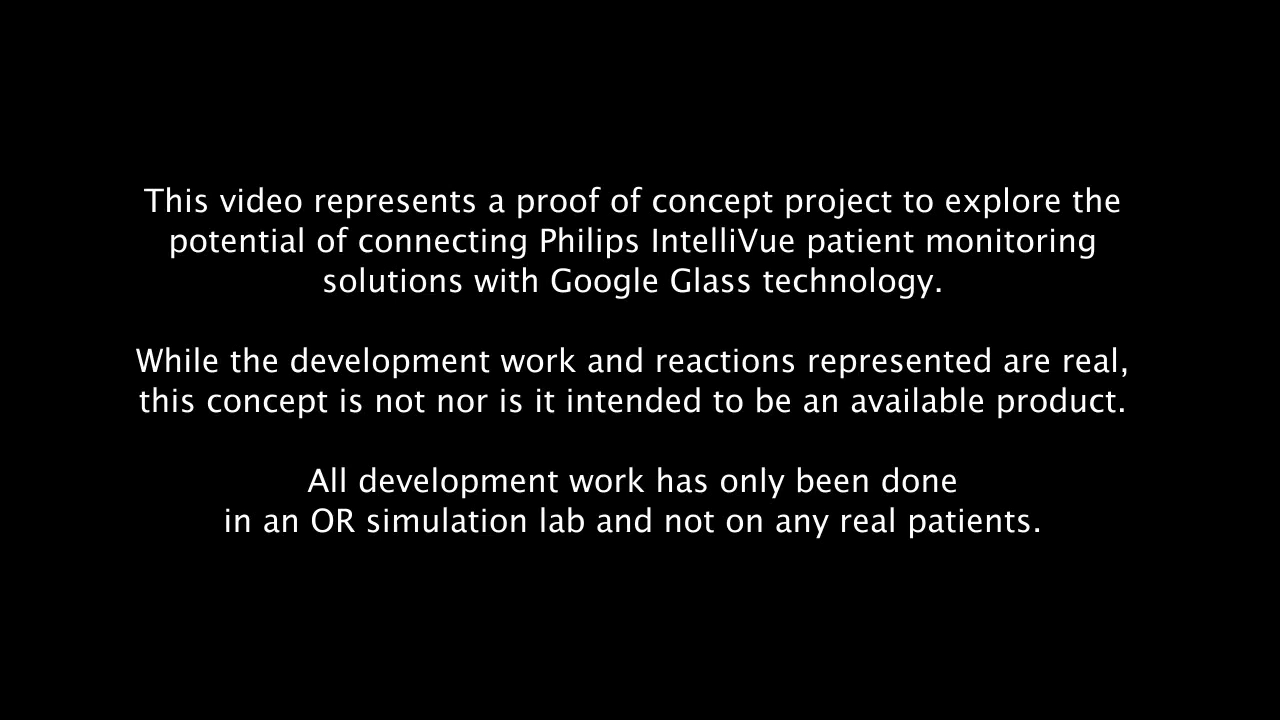 This video represents a proof of concept project to explore the
potential of connecting Philips IntelliVue patient monitoring
solutions with Google Glass technology.
While the development work and reactions represented are real,
this concept is not nor is it intended to be an available product.
All development work has only been done
in an OR simulation lab and not on any real patients.